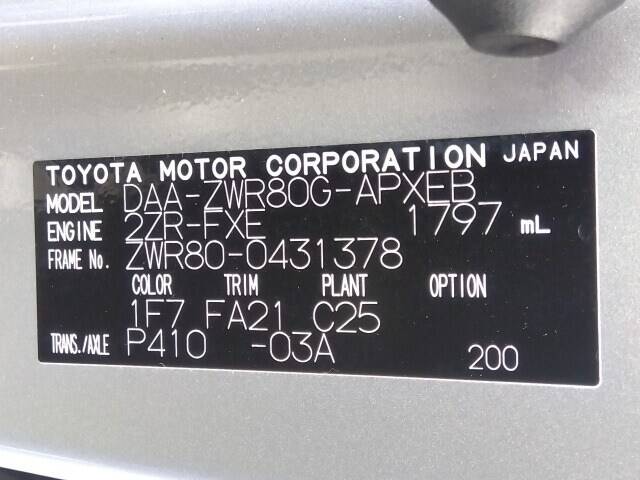 TOYOTA MOTOR CORPORATION JAPAN
MODEL DAA-ZWR80G-APXEB
ENGINE 2ZR-FXE 1797 mL
FRAME No. ZWR80-0431378
COLOR TRIM PLANT OPTION
1F7 FA21 C25
TRANS./AXLE P410 -03A 200